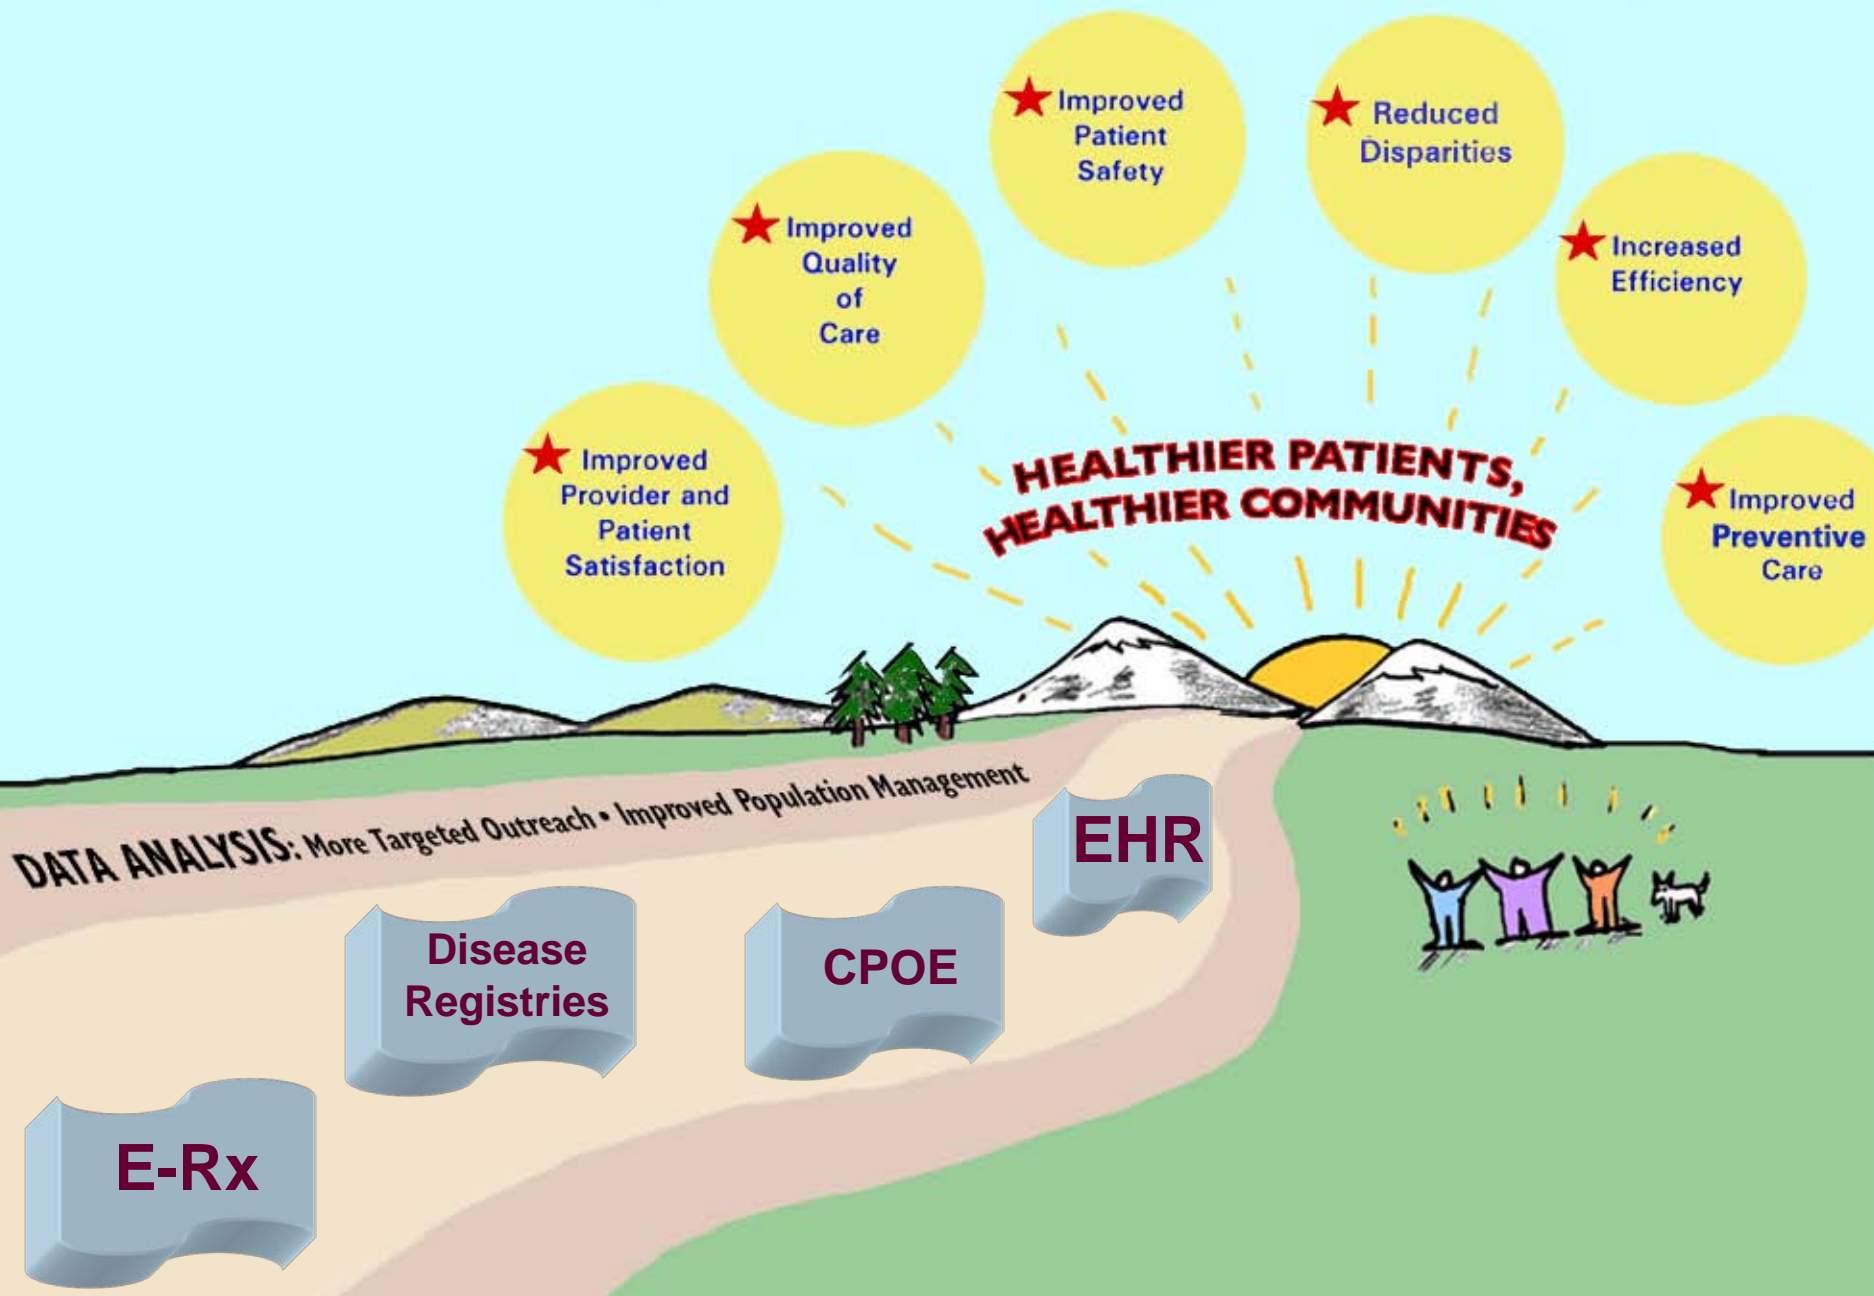 Improved
Patient
Safety
Reduced
Disparities
Improved
Quality
of
Care
Increased
Efficiency
Improved
Provider and
Patient
Satisfaction
HEALTHIER PATIENTS,
HEALTHIER COMMUNITIES
Improved
Preventive
Care
DATA ANALYSIS: More Targeted Outreach • Improved Population Management
EHR
Disease
Registries
CPOE
E-Rx